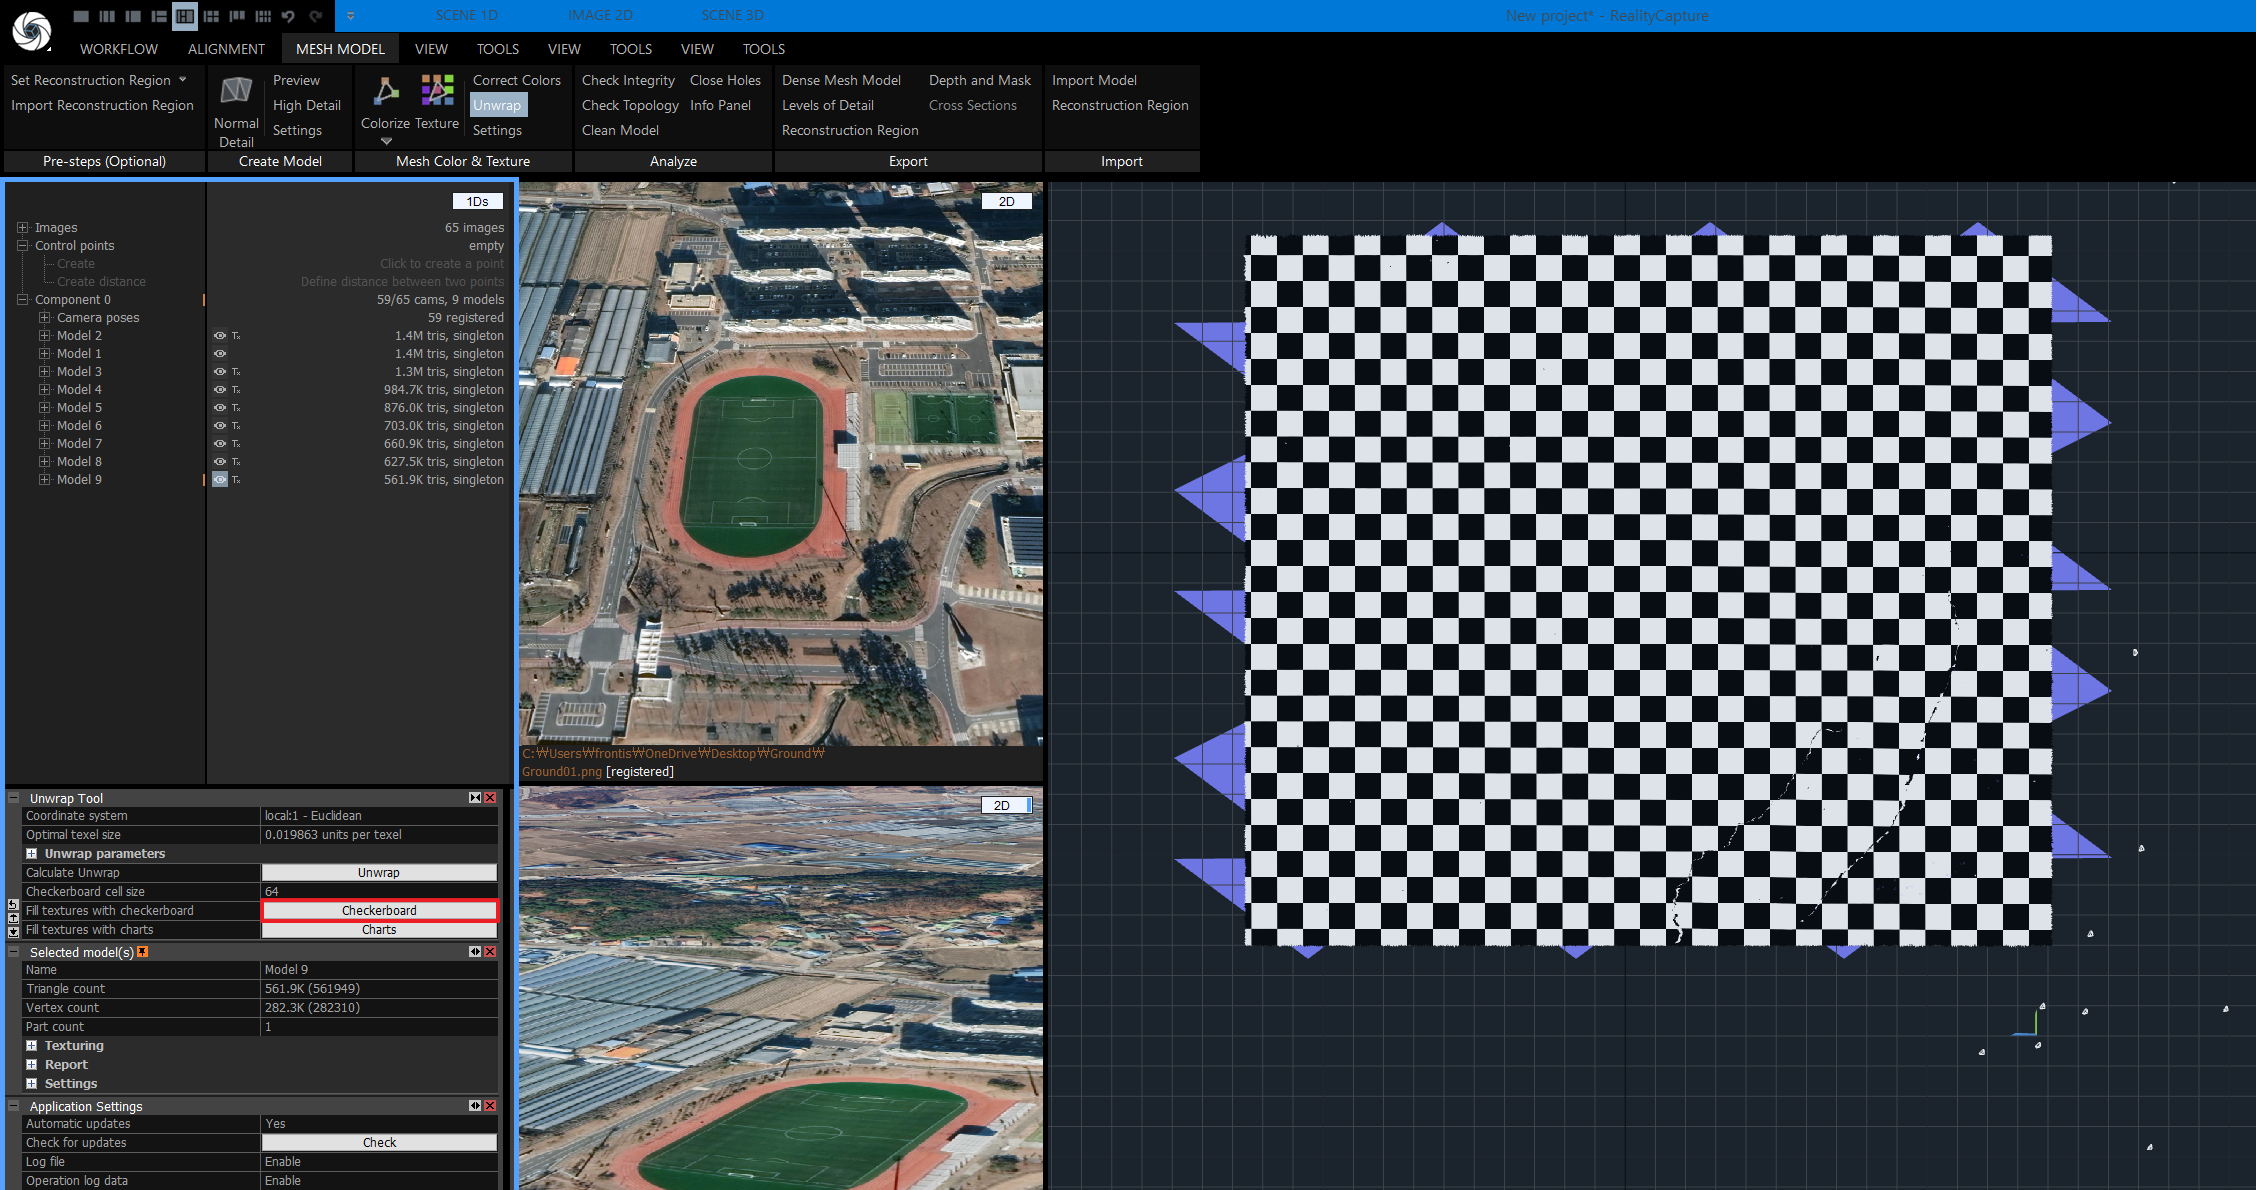 SCENE 1D IMAGE 2D SCENE 3D New project* - RealityCapture
WORKFLOW ALIGNMENT MESH MODEL VIEW TOOLS VIEW TOOLS VIEW TOOLS
Set Reconstruction Region
Import Reconstruction Region
Pre-steps (Optional)
Normal
Detail
Preview
High Detail
Settings
Create Model
Colorize
Texture
Correct Colors
Unwrap
Settings
Mesh Color & Texture
Check Integrity Close Holes
Check Topology Info Panel
Clean Model
Analyze
Dense Mesh Model Depth and Mask
Levels of Detail Cross Sections
Reconstruction Region
Export
Import Model
Reconstruction Region
Import
1Ds
Images 65 images
Control points empty
Create Click to create a point
Create distance Define distance between two points
Component 0 59/65 cams, 9 models
Camera poses 59 registered
Model 2 Tx 1.4M tris, singleton
Model 1 1.4M tris, singleton
Model 3 Tx 1.3M tris, singleton
Model 4 Tx 984.7K tris, singleton
Model 5 Tx 876.0K tris, singleton
Model 6 Tx 703.0K tris, singleton
Model 7 Tx 660.9K tris, singleton
Model 8 Tx 627.5K tris, singleton
Model 9 Tx 561.9K tris, singleton
Unwrap Tool
Coordinate system local:1 - Euclidean
Optimal texel size 0.019863 units per texel
Unwrap parameters
Calculate Unwrap Unwrap
Checkerboard cell size 64
Fill textures with checkerboard Checkerboard
Fill textures with charts Charts
Selected model(s)
Name Model 9
Triangle count 561.9K (561949)
Vertex count 282.3K (282310)
Part count 1
Texturing
Report
Settings
Application Settings
Automatic updates Yes
Check for updates Check
Log file Enable
Operation log data Enable
2D
C:₩Users₩frontis₩OneDrive₩Desktop₩Ground₩
Ground01.png [registered]
2D